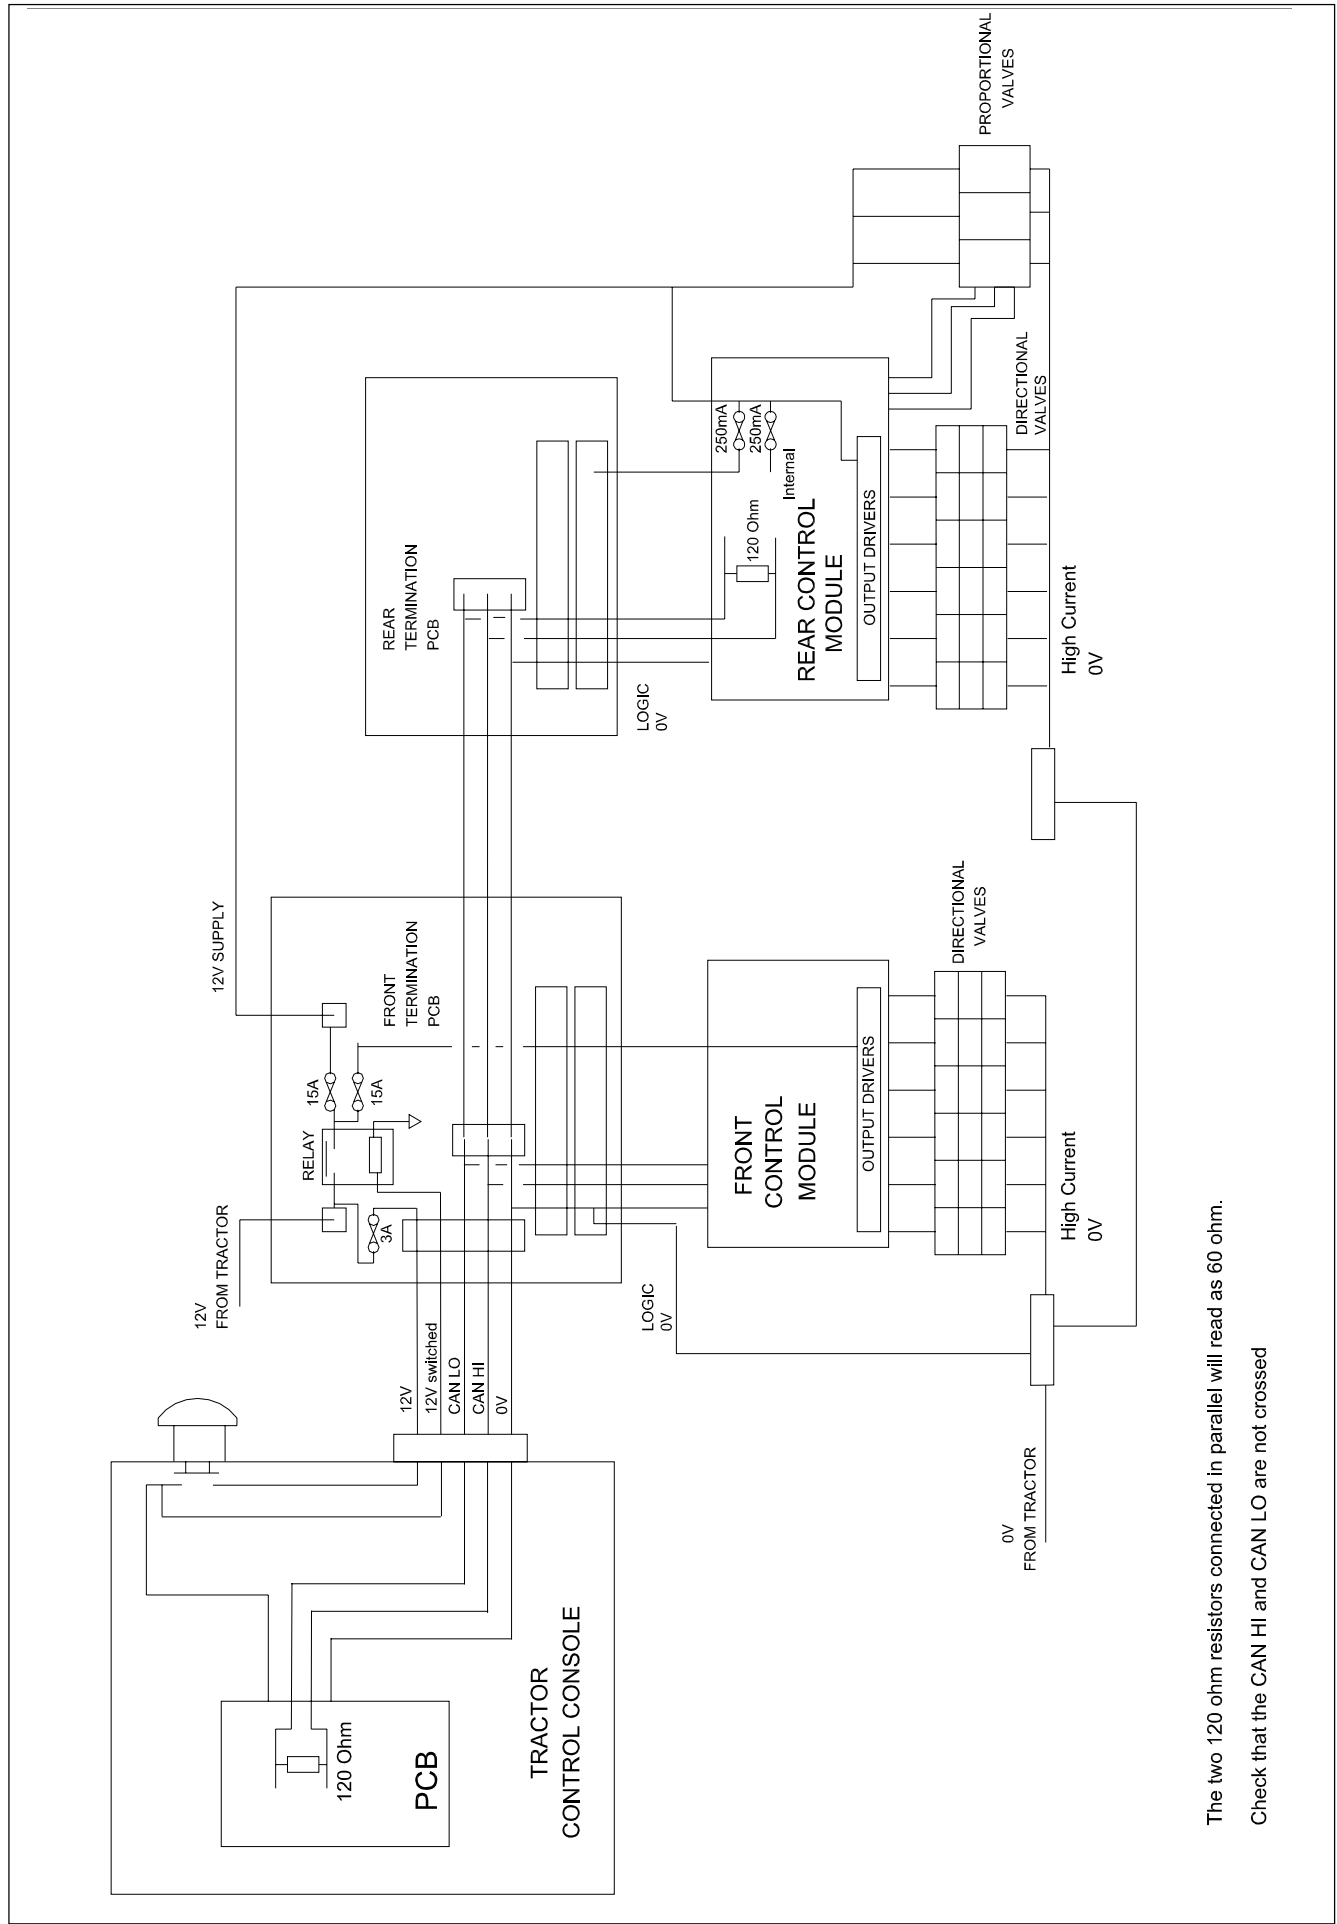 PROPORTIONAL
VALVES
12V SUPPLY
REAR
TERMINATION
PCB
250mA
250mA
Internal
120 Ohm
REAR CONTROL
MODULE
OUTPUT DRIVERS
DIRECTIONAL
VALVES
High Current
0V
LOGIC
0V
FRONT
TERMINATION
PCB
15A
15A
RELAY
3A
12V
FROM TRACTOR
FRONT
CONTROL
MODULE
OUTPUT DRIVERS
DIRECTIONAL
VALVES
High Current
0V
LOGIC
0V
12V
12V switched
CAN LO
CAN HI
0V
0V
FROM TRACTOR
120 Ohm
PCB
TRACTOR
CONTROL CONSOLE
The two 120 ohm resistors connected in parallel will read as 60 ohm.
Check that the CAN HI and CAN LO are not crossed